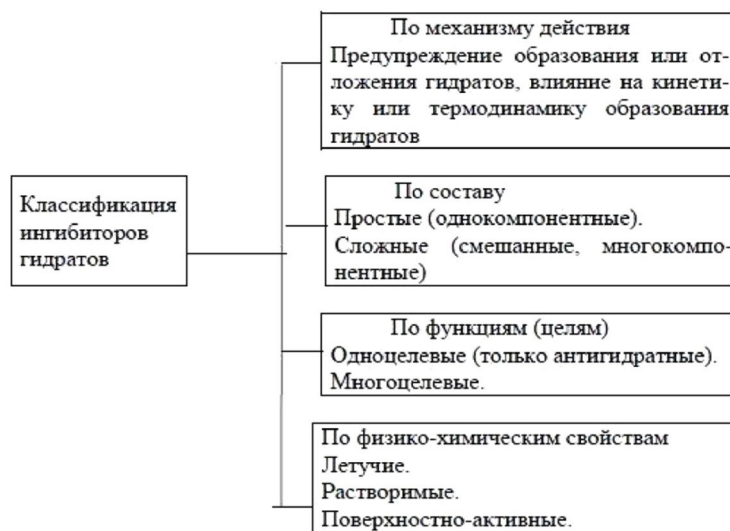 По механизму действия
Предупреждение образования или от-
ложения гидратов, влияние на кинети-
ку или термодинамику образования
гидратов
Классификация
ингибиторов
гидратов
По составу
Простые (однокомпонентные).
Сложные (смешанные, многокомпо-
нентные)
По функциям (целям)
Одноцелевые (только антигидратные).
Многоцелевые.
По физико-химическим свойствам
Летучие.
Растворимые.
Поверхностно-активные.